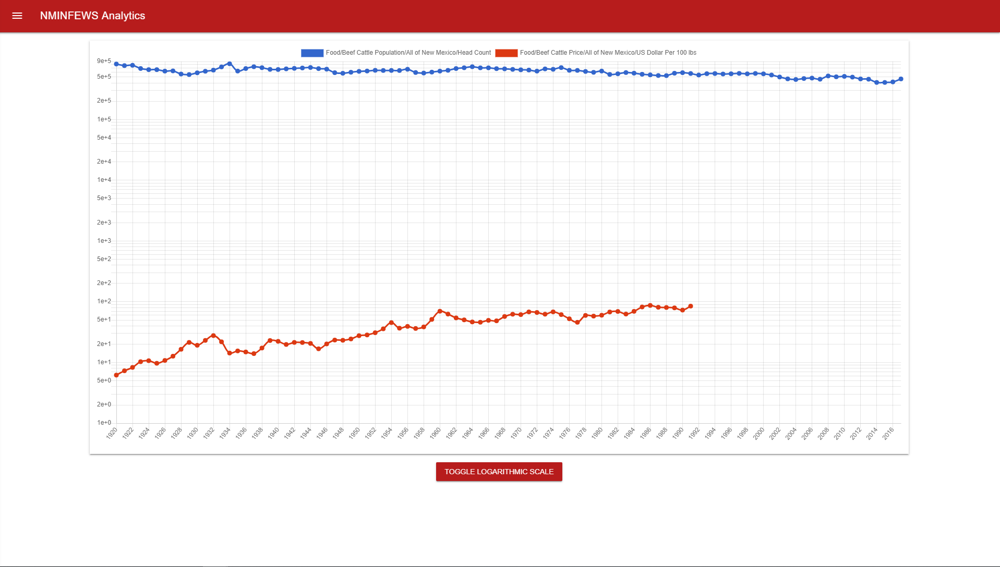 NMINFEWS Analytics
Food/Beef Cattle Population/All of New Mexico/Head Count Food/Beef Cattle Price/All of New Mexico/US Dollar Per 100 lbs
9e+5
5e+5
2e+5
1e+5
5e+4
2e+4
1e+4
5e+3
2e+3
1e+3
5e+2
2e+2
1e+2
5e+1
2e+1
1e+1
5e+0
2e+0
1e+0
1920 1922 1924 1926 1928 1930 1932 1934 1936 1938 1940 1942 1944 1946 1948 1950 1952 1954 1956 1958 1960 1962 1964 1966 1968 1970 1972 1974 1976 1978 1980 1982 1984 1986 1988 1990 1992 1994 1996 1998 2000 2002 2004 2006 2008 2010 2012 2014 2016
TOGGLE LOGARITHMIC SCALE